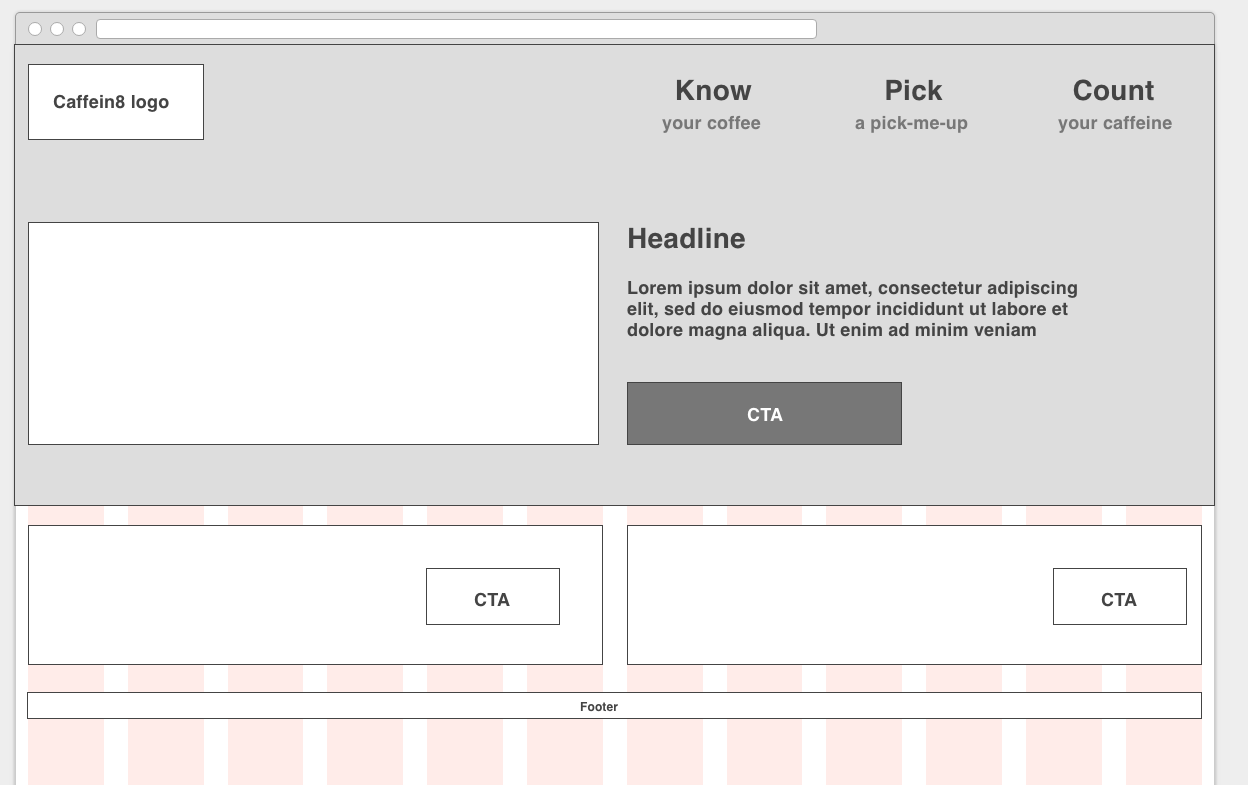 Caffein8 logo
Know
your coffee
Pick
a pick-me-up
Count
your caffeine
Headline
Lorem ipsum dolor sit amet, consectetur adipiscing
elit, sed do eiusmod tempor incididunt ut labore et
dolore magna aliqua. Ut enim ad minim veniam
CTA
CTA
CTA
Footer